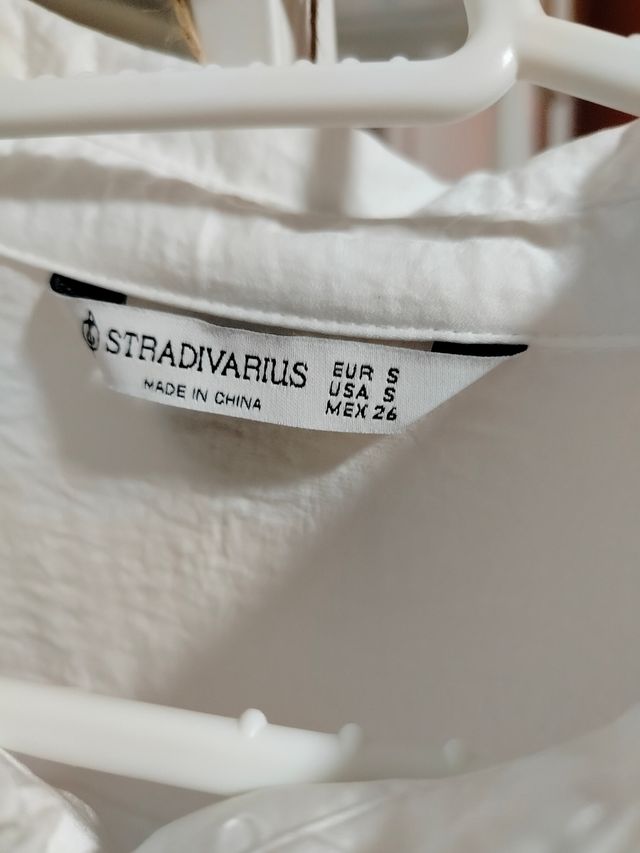 STRADIVARIUS
MADE IN CHINA
EUR S
USA S
MEX 26